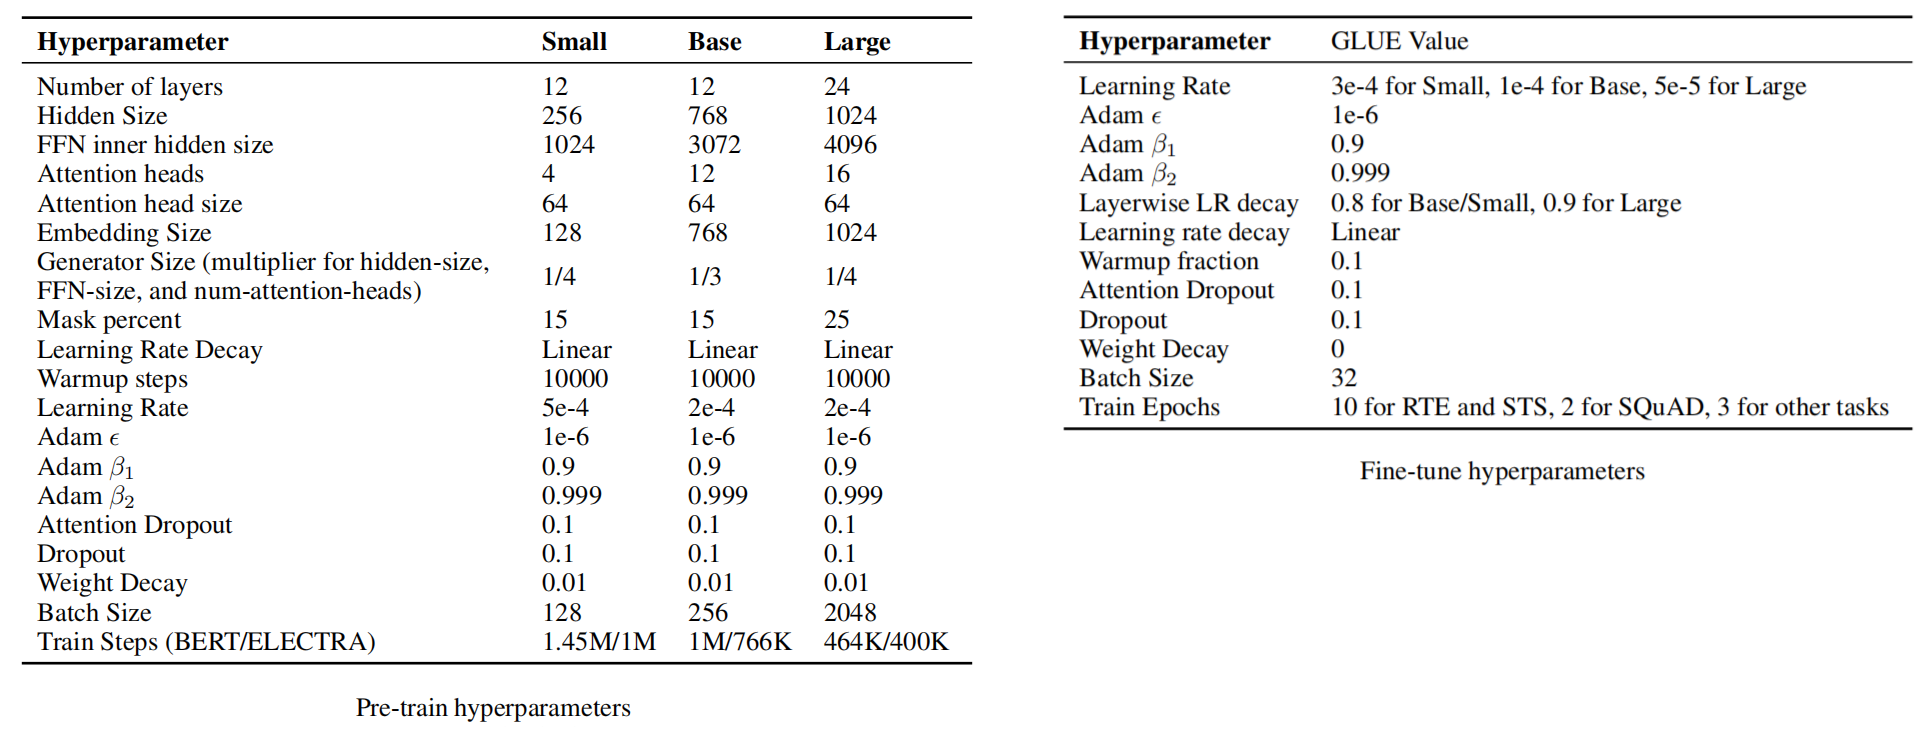 Hyperparameter Small Base Large
Number of layers 12 12 24
Hidden Size 256 768 1024
FFN inner hidden size 1024 3072 4096
Attention heads 4 12 16
Attention head size 64 64 64
Embedding Size 128 768 1024
Generator Size (multiplier for hidden-size,
FFN-size, and num-attention-heads) 1/4 1/3 1/4
Mask percent 15 15 25
Learning Rate Decay Linear Linear Linear
Warmup steps 10000 10000 10000
Learning Rate 5e-4 2e-4 2e-4
Adam ϵ 1e-6 1e-6 1e-6
Adam β₁ 0.9 0.9 0.9
Adam β₂ 0.999 0.999 0.999
Attention Dropout 0.1 0.1 0.1
Dropout 0.1 0.1 0.1
Weight Decay 0.01 0.01 0.01
Batch Size 128 256 2048
Train Steps (BERT/ELECTRA) 1.45M/1M 1M/766K 464K/400K
Pre-train hyperparameters
Hyperparameter GLUE Value
Learning Rate 3e-4 for Small, 1e-4 for Base, 5e-5 for Large
Adam ϵ 1e-6
Adam β₁ 0.9
Adam β₂ 0.999
Layerwise LR decay 0.8 for Base/Small, 0.9 for Large
Learning rate decay Linear
Warmup fraction 0.1
Attention Dropout 0.1
Dropout 0.1
Weight Decay 0
Batch Size 32
Train Epochs 10 for RTE and STS, 2 for SQuAD, 3 for other tasks
Fine-tune hyperparameters